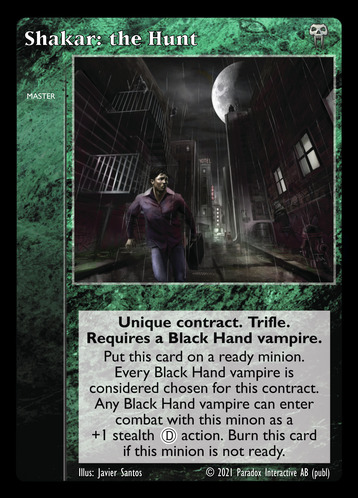 Shakar: the Hunt
MASTER
Unique contract. Trifle.
Requires a Black Hand vampire.
Put this card on a ready minion.
Every Black Hand vampire is
considered chosen for this contract.
Any Black Hand vampire can enter
combat with this minon as a
+1 stealth Ⓓ action. Burn this card
if this minion is not ready.
Illus: Javier Santos © 2021 Paradox Interactive AB (publ)